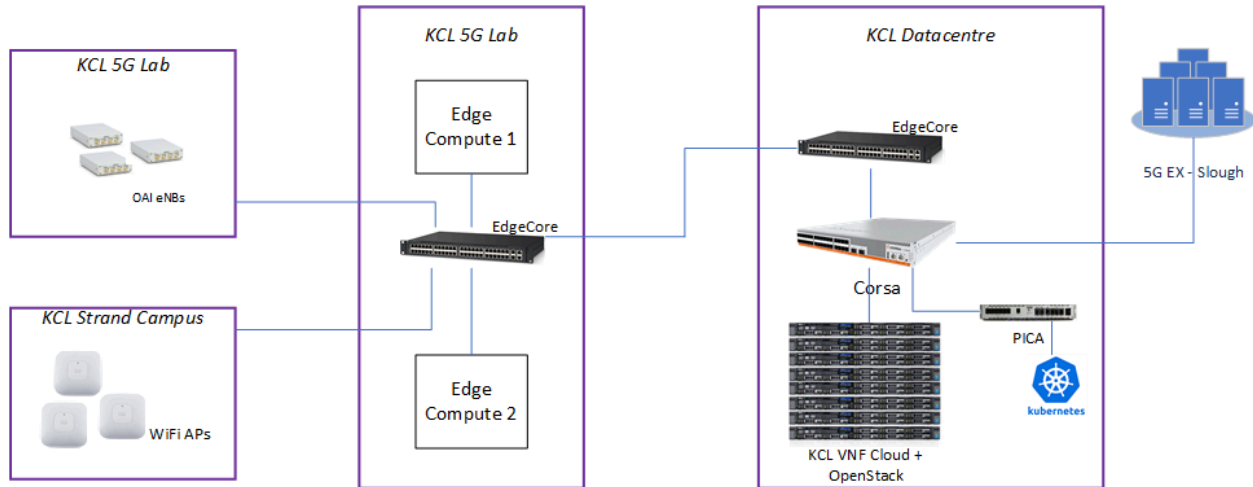 KCL 5G Lab
OAI eNBs
KCL Strand Campus
WiFi APs
KCL 5G Lab
Edge
Compute 1
EdgeCore
Edge
Compute 2
KCL Datacentre
EdgeCore
Corsa
PICA
kubernetes
KCL VNF Cloud +
OpenStack
5G EX - Slough